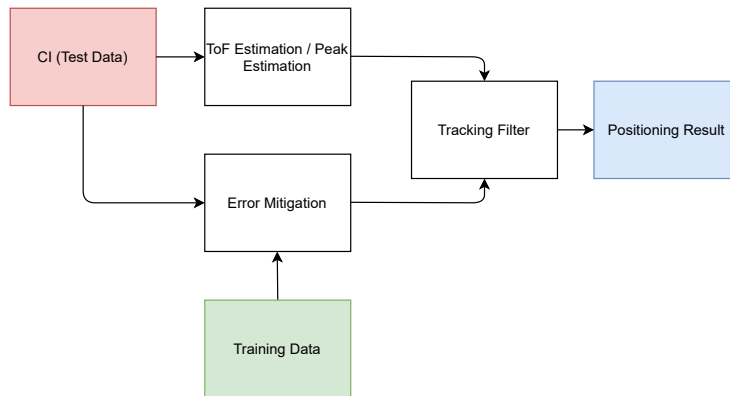 CI (Test Data)
ToF Estimation / Peak
Estimation
Tracking Filter
Positioning Result
Error Mitigation
Training Data